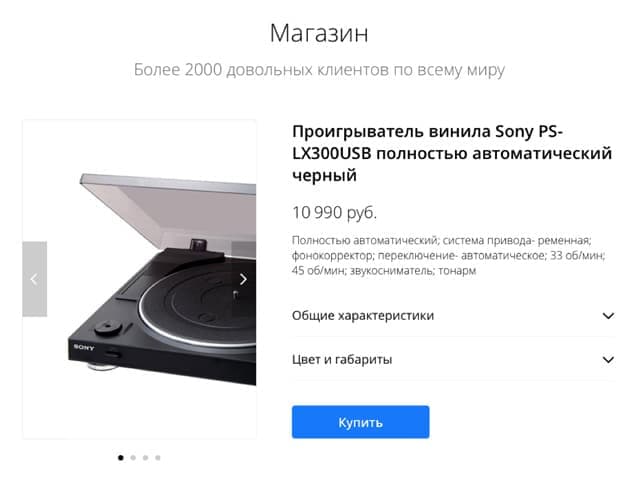 Магазин
Более 2000 довольных клиентов по всему миру
Проигрыватель винила Sony PS-
LX300USB полностью автоматический
черный
10 990 руб.
Полностью автоматический; система привода- ременная;
фонокорректор; переключение- автоматическое; 33 об/мин;
45 об/мин; звукосниматель; тонарм
SONY
Общие характеристики
Цвет и габариты
Купить